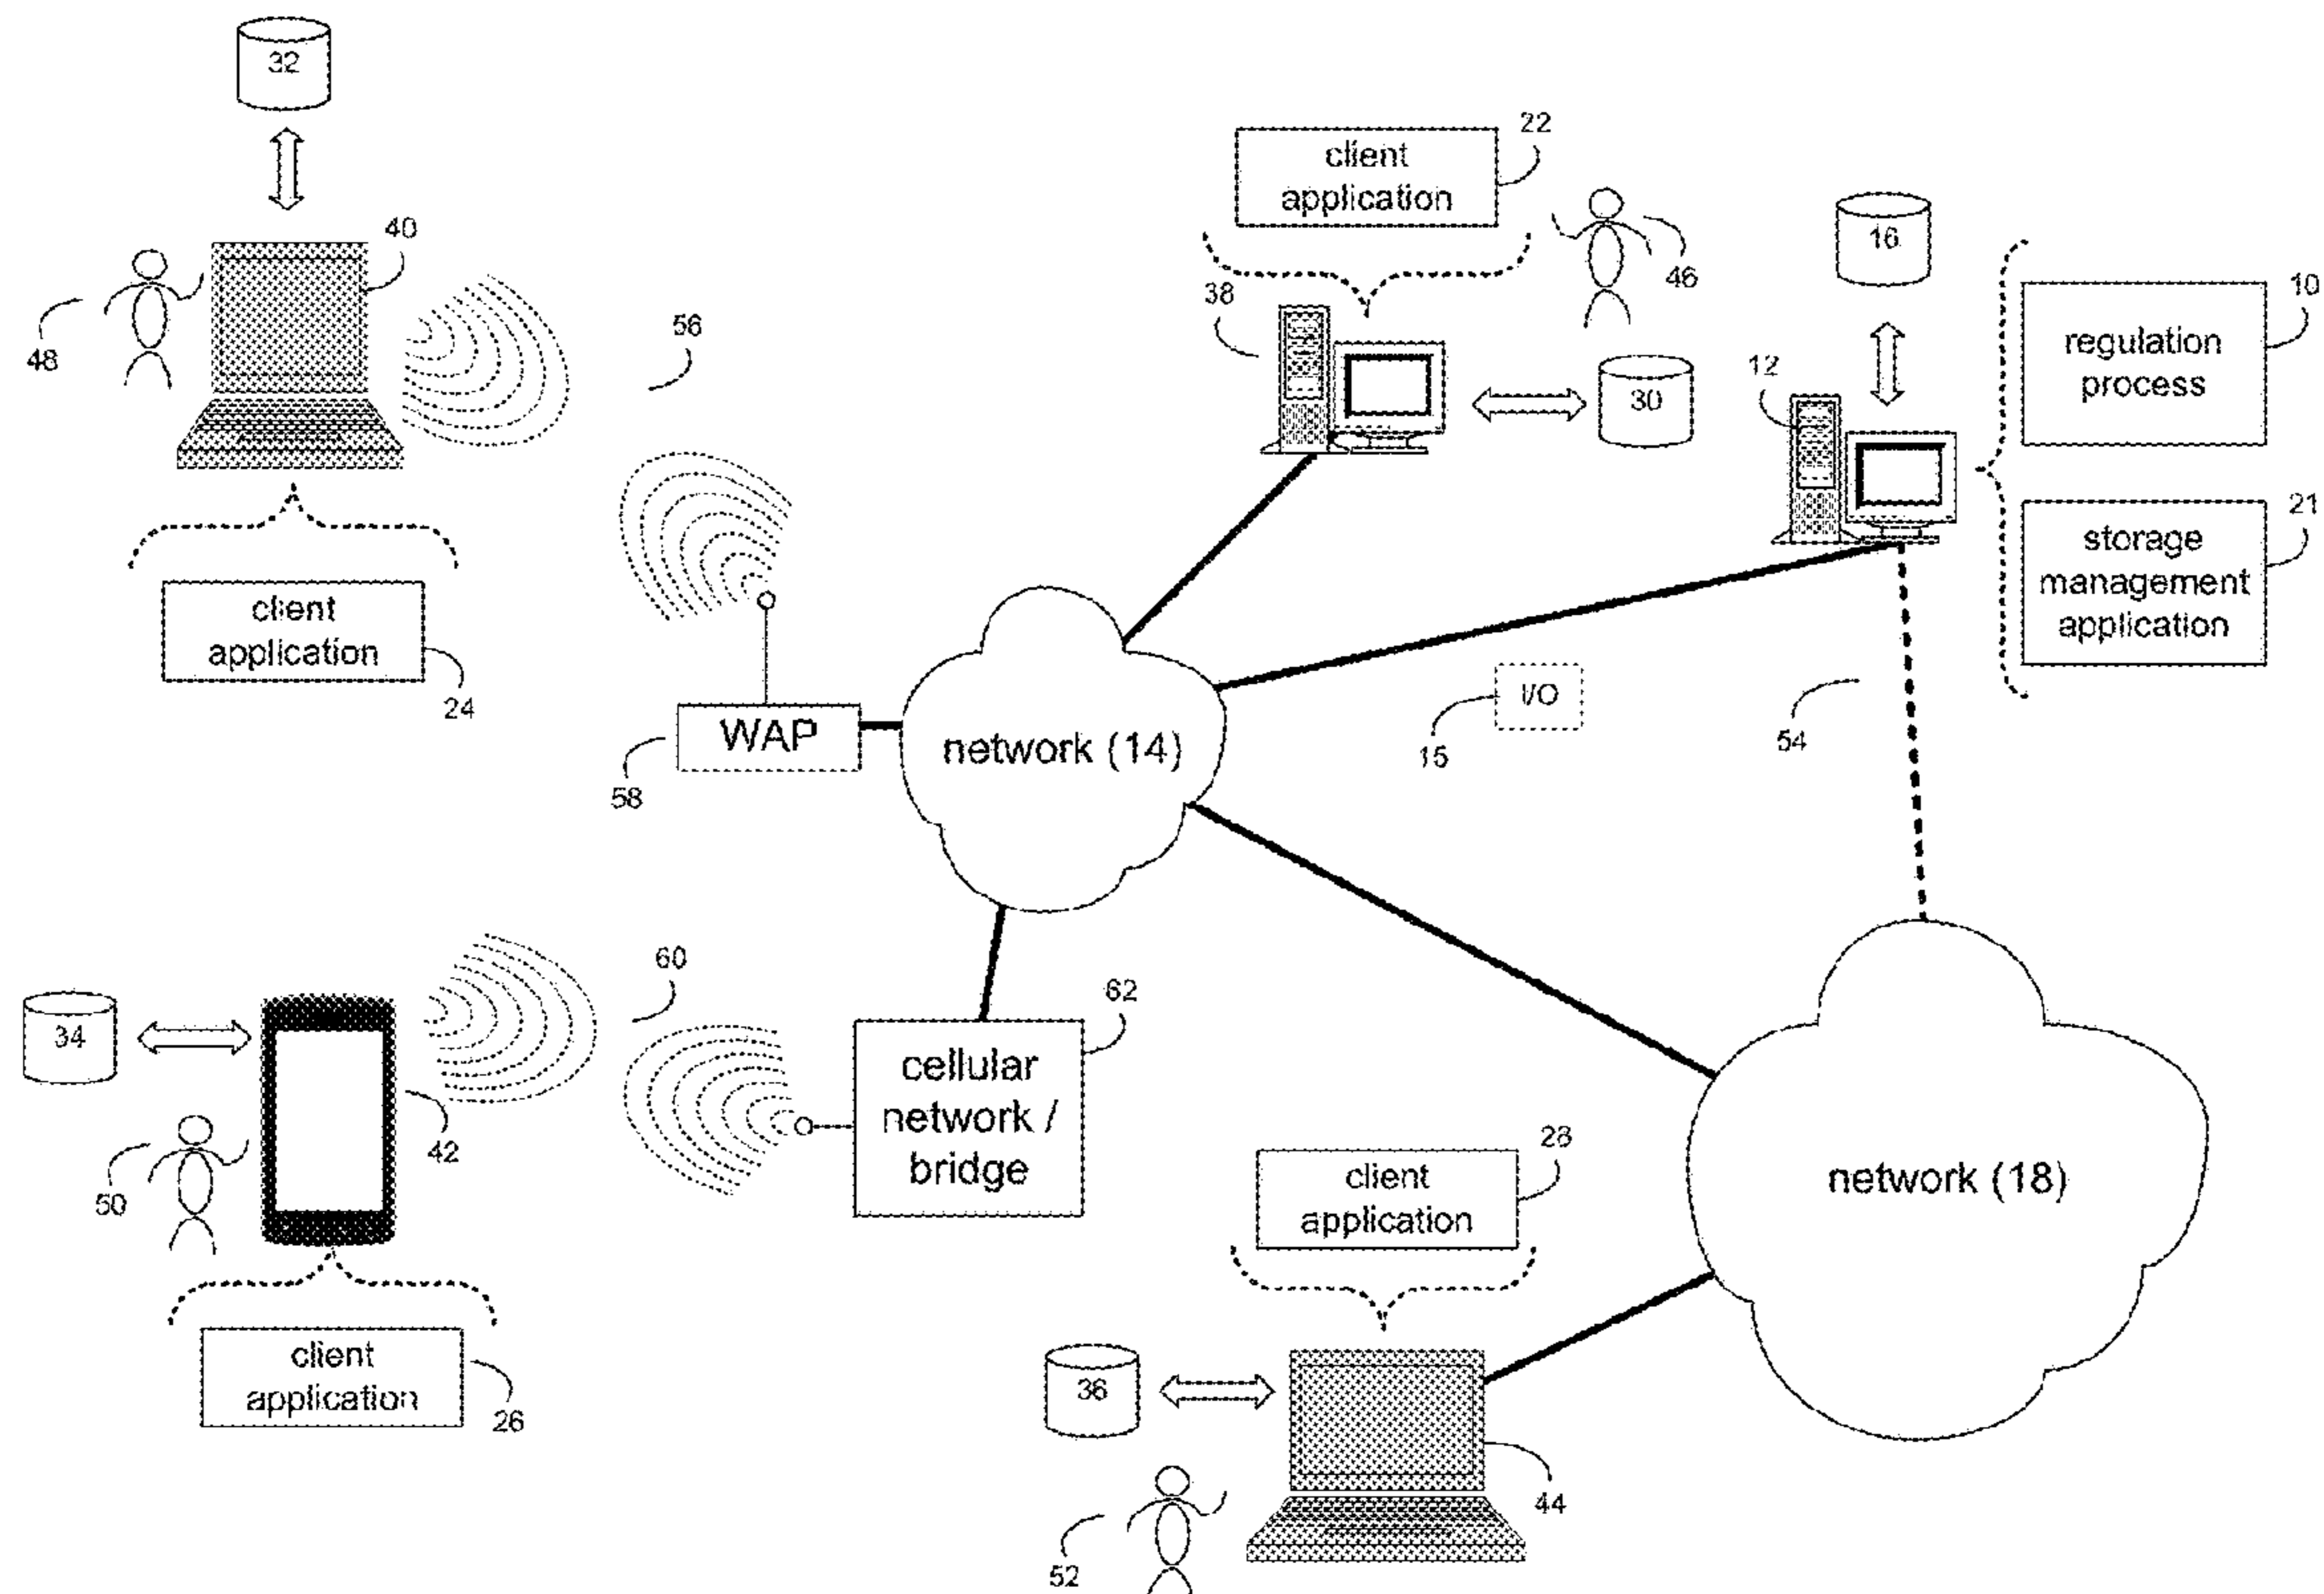 32
22
client
application
16
40
46
10
38
regulation
process
48
56
12
30
21
storage
management
application
client
application
24
I/O
WAP
network (14)
15
54
58
60
62
34
cellular
network /
bridge
42
28
client
application
50
network (18)
client
application
26
36
44
52